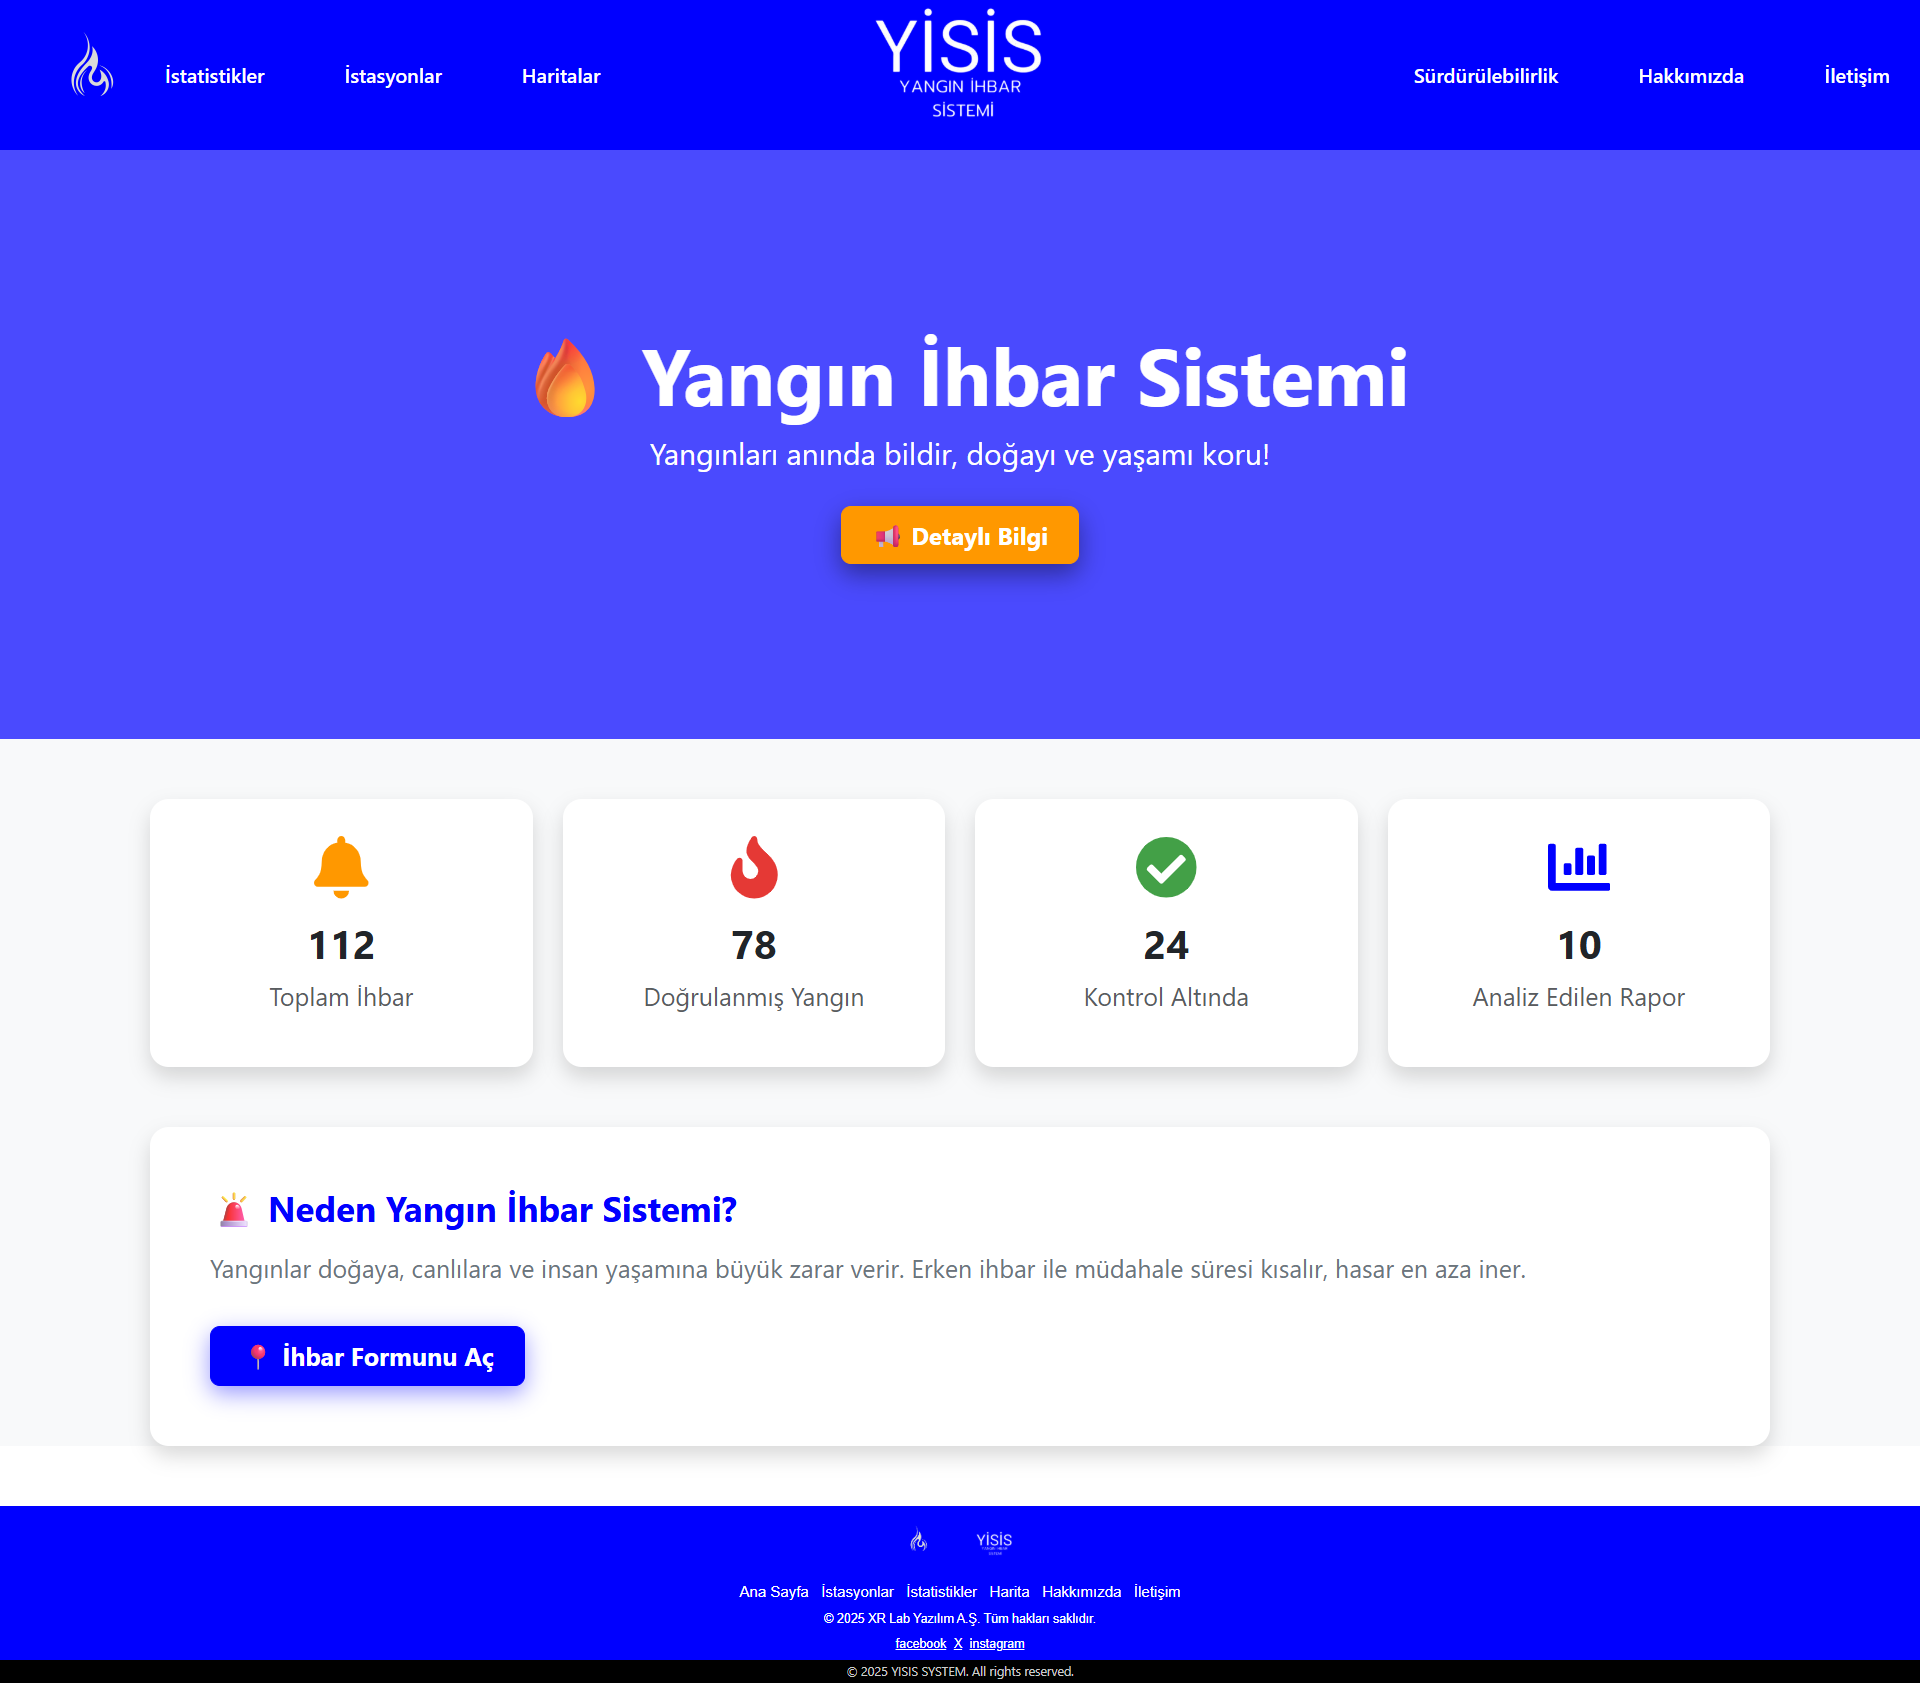 İstatistikler
İstasyonlar
Haritalar
YİSİS
YANGIN İHBAR
SİSTEMİ
Sürdürülebilirlik
Hakkımızda
İletişim
Yangın İhbar Sistemi
Yangınları anında bildir, doğayı ve yaşamı koru!
Detaylı Bilgi
112
Toplam İhbar
78
Doğrulanmış Yangın
24
Kontrol Altında
10
Analiz Edilen Rapor
Neden Yangın İhbar Sistemi?
Yangınlar doğaya, canlılara ve insan yaşamına büyük zarar verir. Erken ihbar ile müdahale süresi kısalır, hasar en aza iner.
İhbar Formunu Aç
YİSİS
Ana Sayfa İstasyonlar İstatistikler Harita Hakkımızda İletişim
© 2025 XR Lab Yazılım A.Ş. Tüm hakları saklıdır.
facebook X instagram
© 2025 YISIS SYSTEM. All rights reserved.